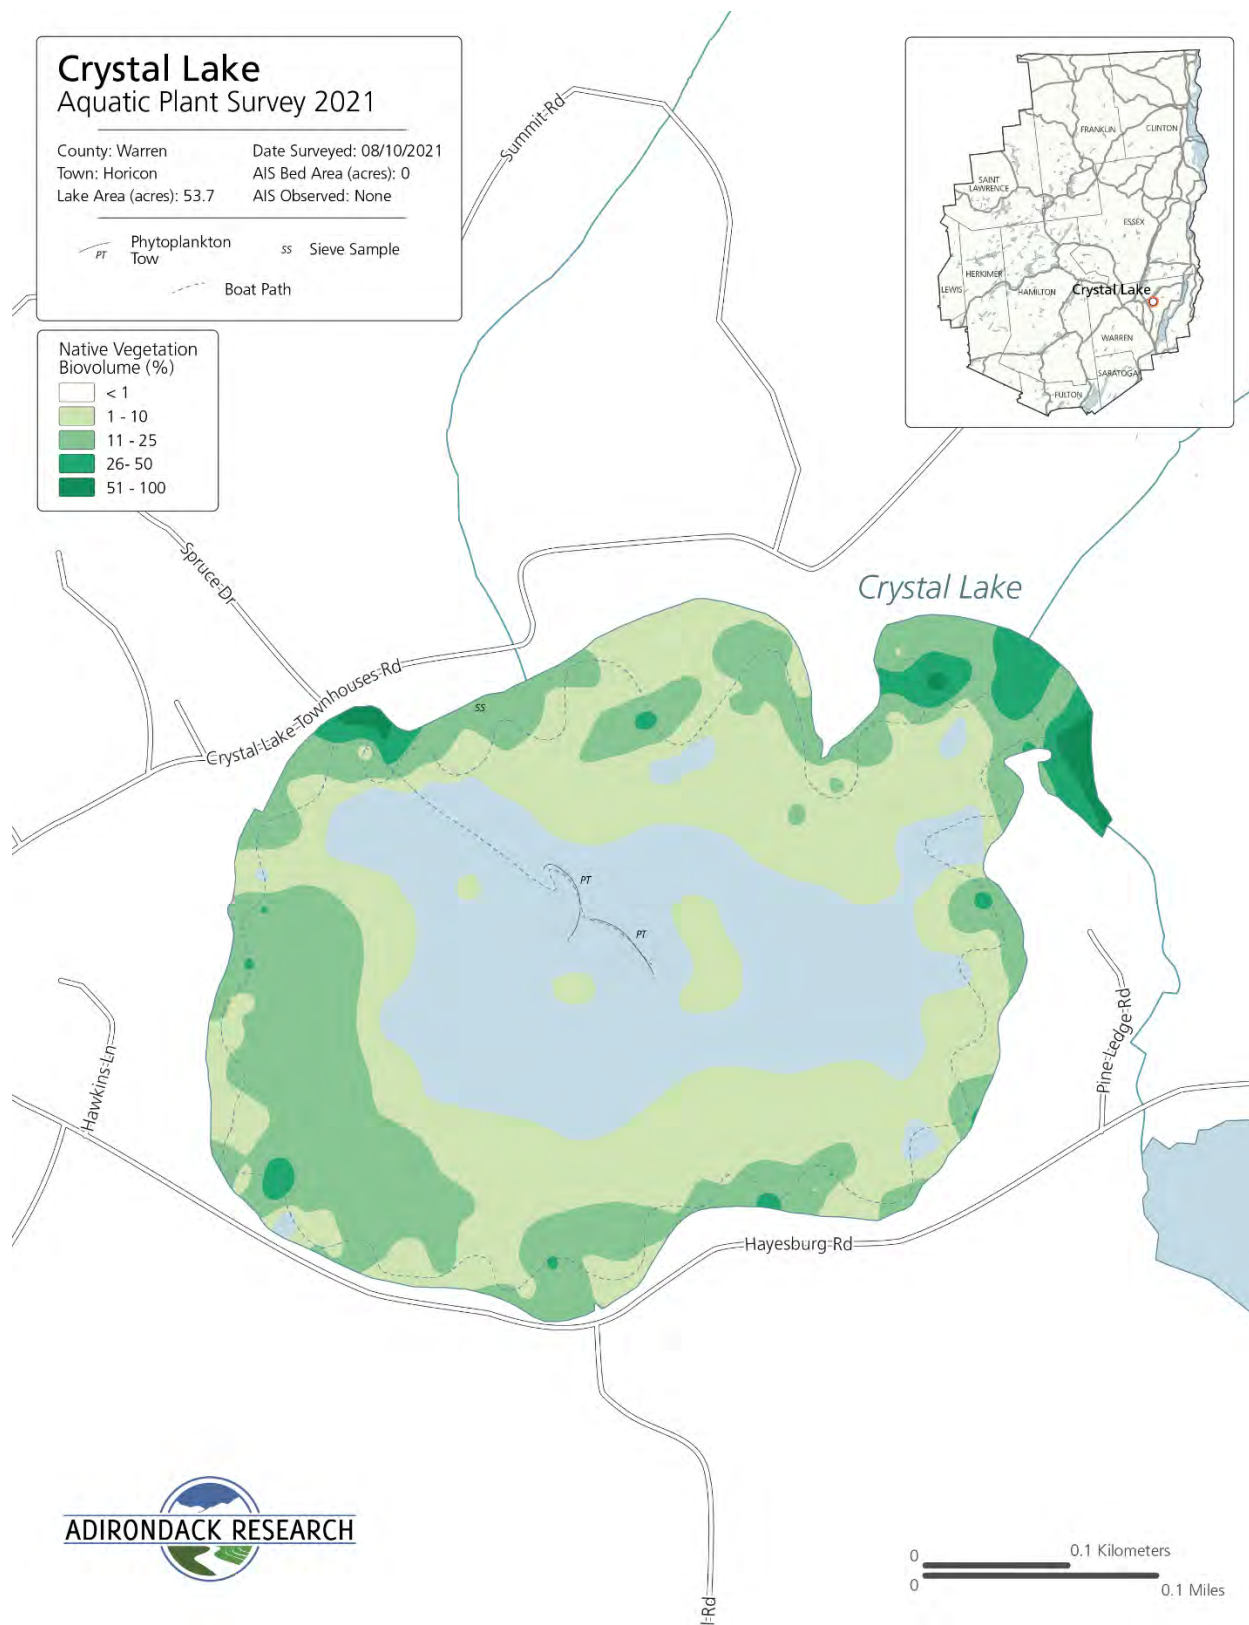 Crystal Lake
Aquatic Plant Survey 2021
County: Warren
Date Surveyed: 08/10/2021
Town: Horicon
AIS Bed Area (acres): 0
Lake Area (acres): 53.7
AIS Observed: None
PT
Phytoplankton
Tow
SS
Sieve Sample
Boat Path
Native Vegetation
Biovolume (%)
< 1
1 - 10
11 - 25
26- 50
51 - 100
FRANKLIN
CLINTON
SAINT
LAWRENCE
ESSEX
HERKIMER
LEWIS
HAMILTON
Crystal Lake
WARREN
SARATOGA
FULTON
Summit-Rd
Spruce-Dr
Crystal Lake
Crystal-Lake-Townhouses-Rd
SS
PT
PT
Hawkins-Ln
Pine-Ledge-Rd
Hayesburg-Rd
l-Rd
ADIRONDACK RESEARCH
0
0.1 Kilometers
0
0.1 Miles